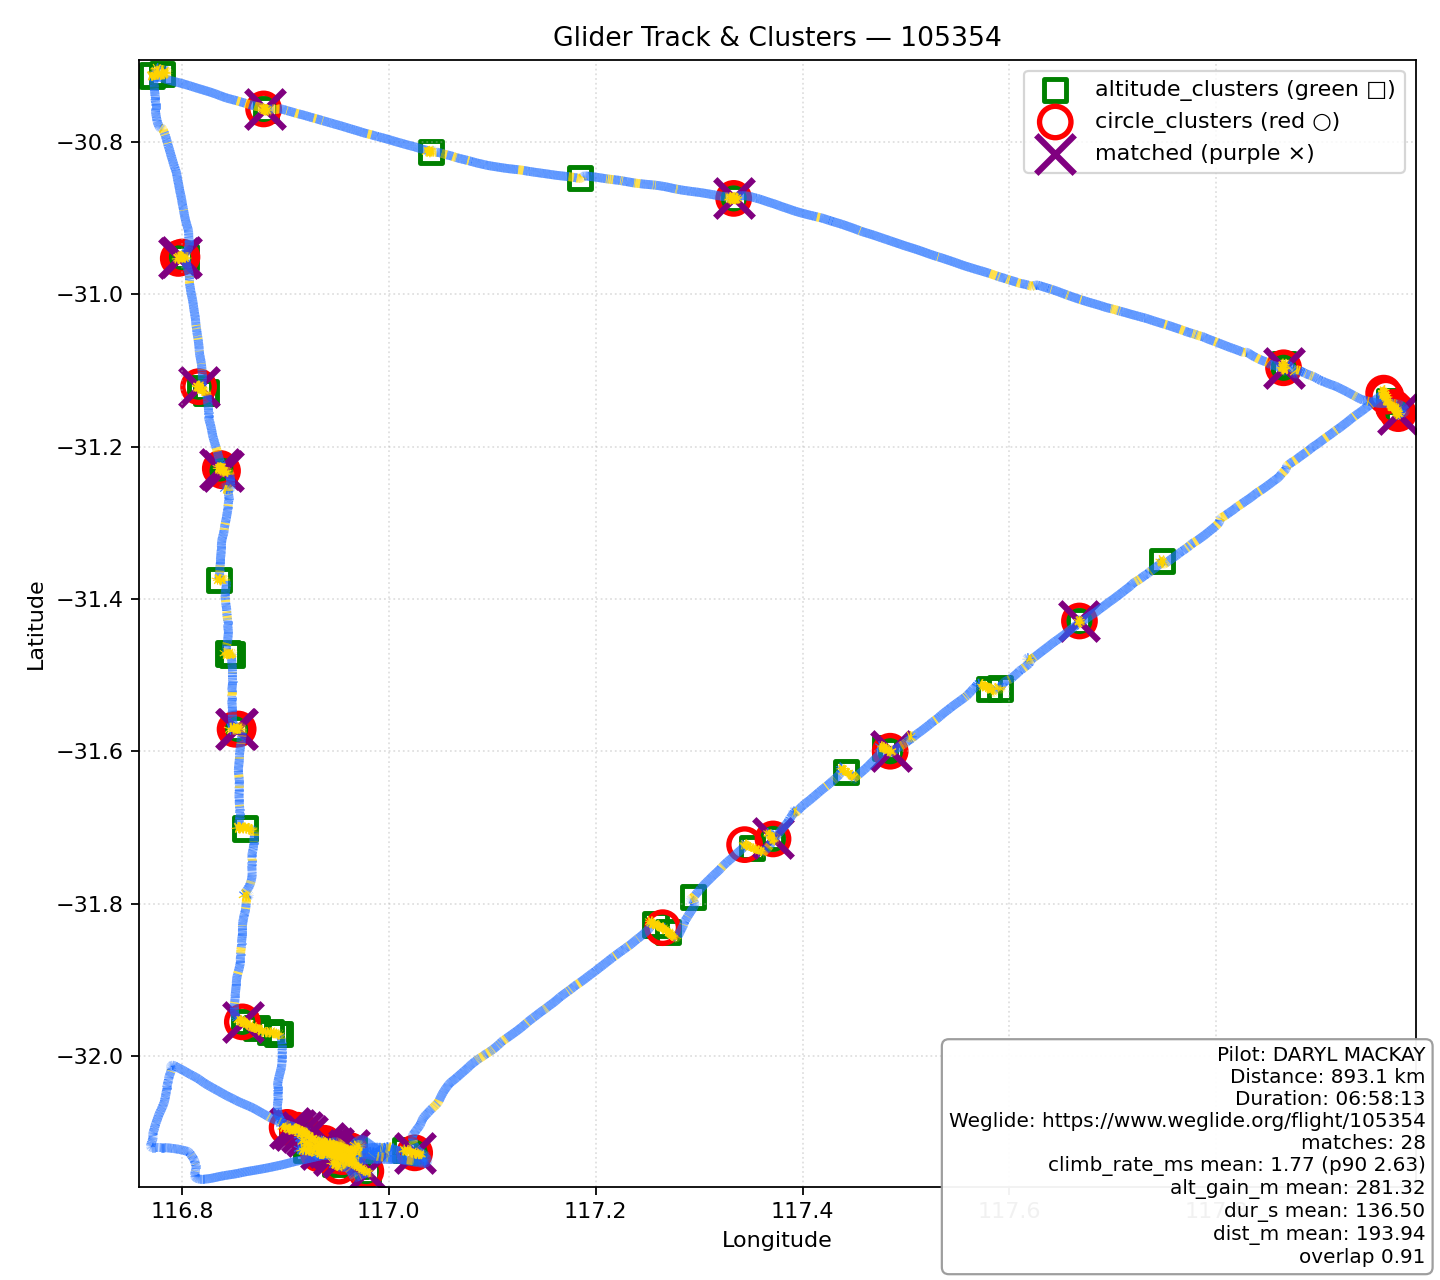 Glider Track & Clusters — 105354
altitude_clusters (green □)
circle_clusters (red ○)
matched (purple ×)
Latitude
−30.8
−31.0
−31.2
−31.4
−31.6
−31.8
−32.0
116.8
117.0
117.2
117.4
117.6
Longitude
Pilot: DARYL MACKAY
Distance: 893.1 km
Duration: 06:58:13
Weglide: https://www.weglide.org/flight/105354
matches: 28
climb_rate_ms mean: 1.77 (p90 2.63)
alt_gain_m mean: 281.32
dur_s mean: 136.50
dist_m mean: 193.94
overlap 0.91